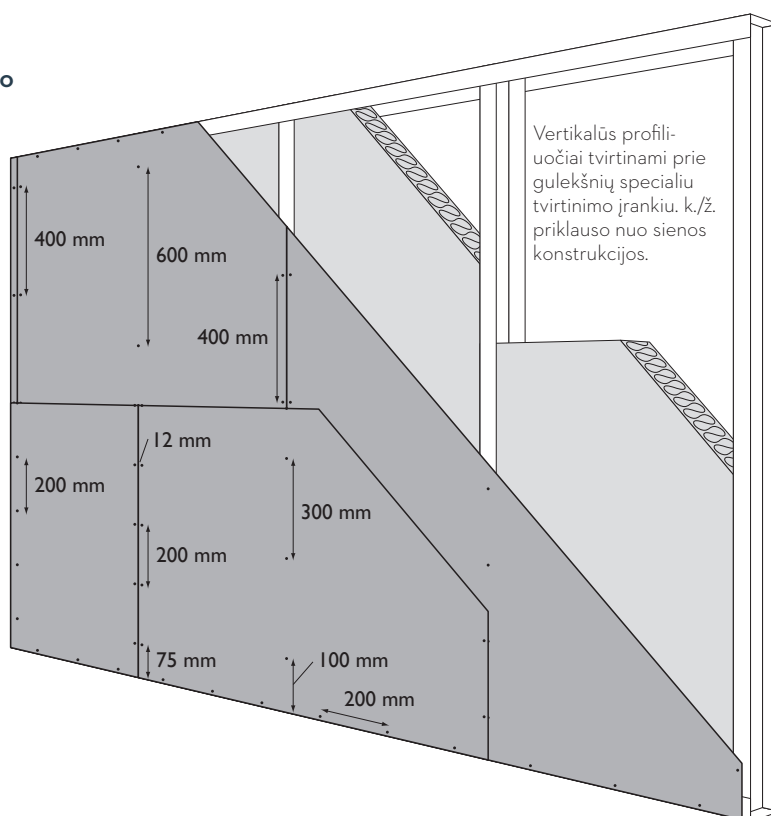 o
Vertikalūs profili-
uočiai tvirtinami prie
gulekšnių specialiu
tvirtinimo įrankiu. k./ž.
priklauso nuo sienos
konstrukcijos.
400 mm
600 mm
400 mm
12 mm
200 mm
300 mm
200 mm
75 mm
100 mm
200 mm